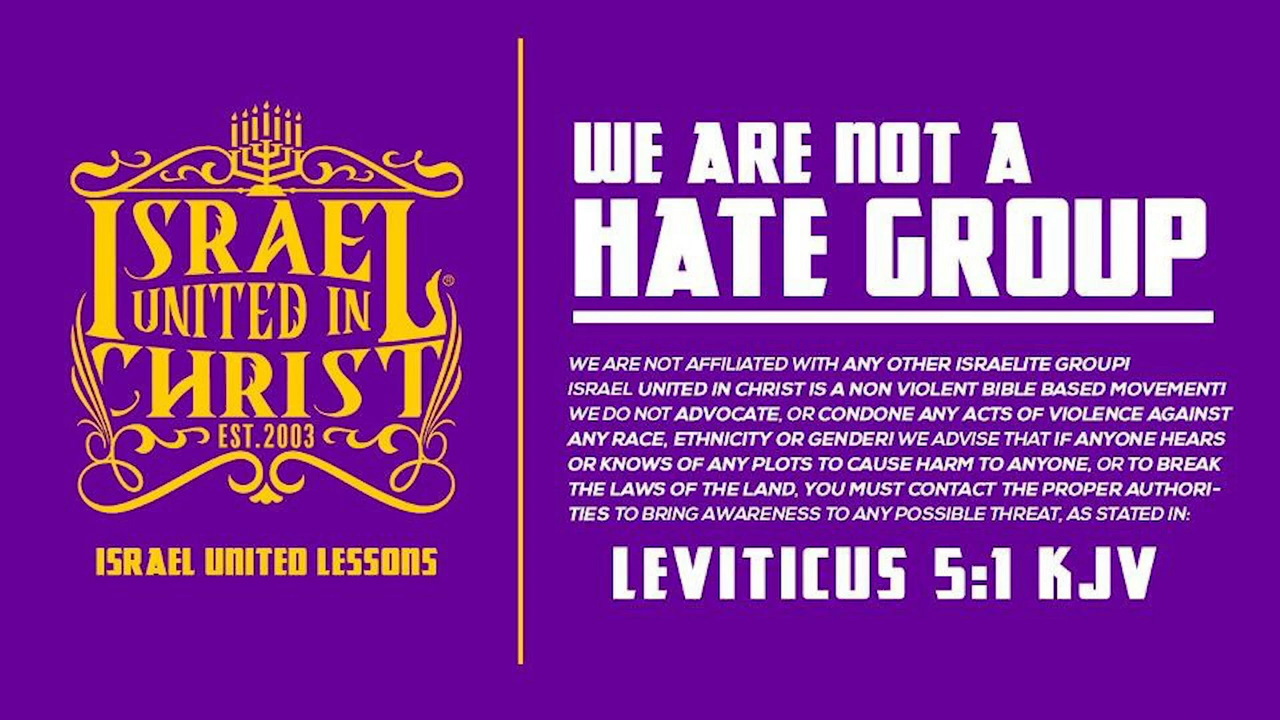 ISRAEL
UNITED IN
CHRIST
EST. 2003
ISRAEL UNITED LESSONS
WE ARE NOT A
HATE GROUP
WE ARE NOT AFFILIATED WITH ANY OTHER ISRAELITE GROUP!
ISRAEL UNITED IN CHRIST IS A NON VIOLENT BIBLE BASED MOVEMENT!
WE DO NOT ADVOCATE, OR CONDONE ANY ACTS OF VIOLENCE AGAINST
ANY RACE, ETHNICITY OR GENDER! WE ADVISE THAT IF ANYONE HEARS
OR KNOWS OF ANY PLOTS TO CAUSE HARM TO ANYONE, OR TO BREAK
THE LAWS OF THE LAND, YOU MUST CONTACT THE PROPER AUTHORI-
TIES TO BRING AWARENESS TO ANY POSSIBLE THREAT, AS STATED IN:
LEVITICUS 5:1 KJV